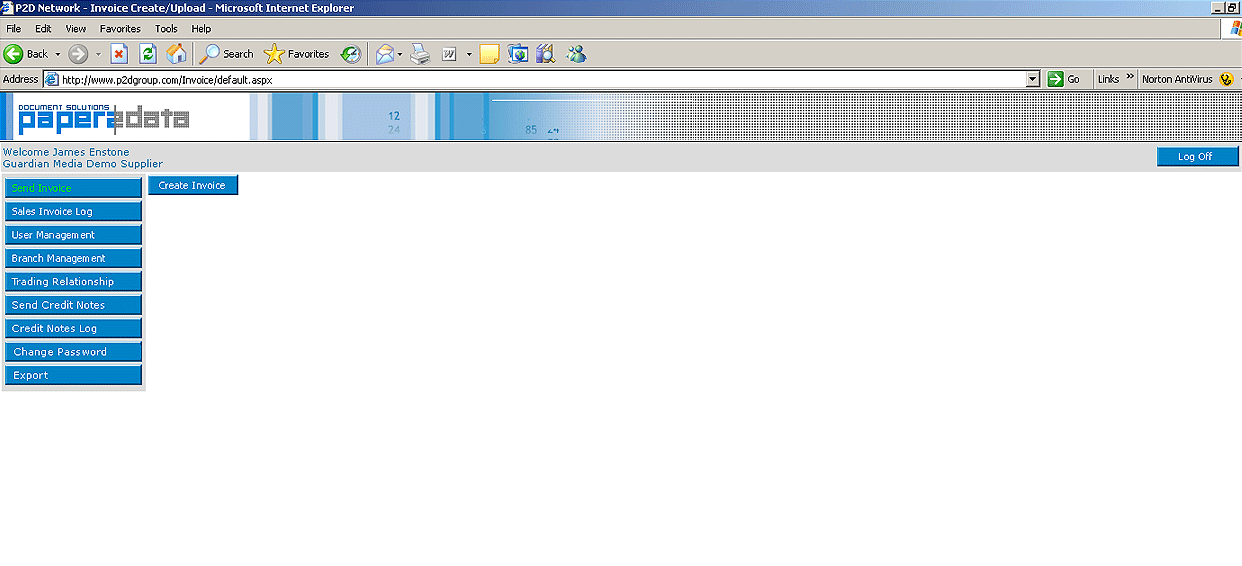 P2D Network - Invoice Create/Upload - Microsoft Internet Explorer
File Edit View Favorites Tools Help
Back Search Favorites
Address http://www.p2dgroup.com/Invoice/default.aspx Go Links » Norton AntiVirus
DOCUMENT SOLUTIONS
paper2data
12
24
85 24
Welcome James Enstone
Guardian Media Demo Supplier
Log Off
Send Invoice
Create Invoice
Sales Invoice Log
User Management
Branch Management
Trading Relationship
Send Credit Notes
Credit Notes Log
Change Password
Export